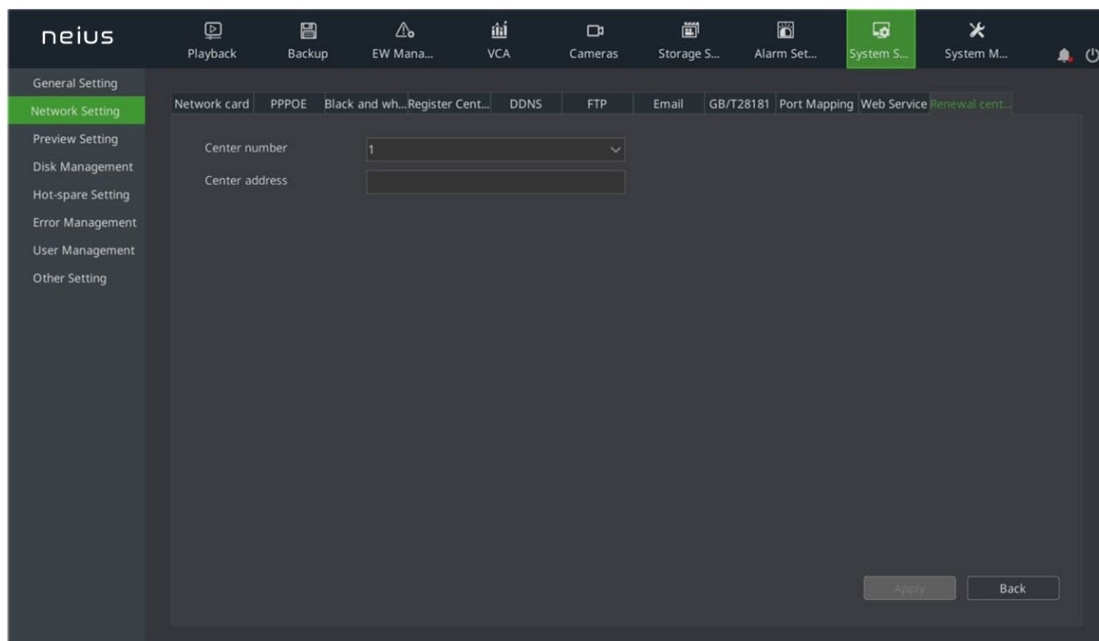 neius
Playback Backup EW Mana... VCA Cameras Storage S... Alarm Set... System S... System M...
General Setting
Network Setting
Preview Setting
Disk Management
Hot-spare Setting
Error Management
User Management
Other Setting
Network card PPPOE Black and wh... Register Cent... DDNS FTP Email GB/T28181 Port Mapping Web Service Renewal cent...
Center number 1
Center address
Apply Back